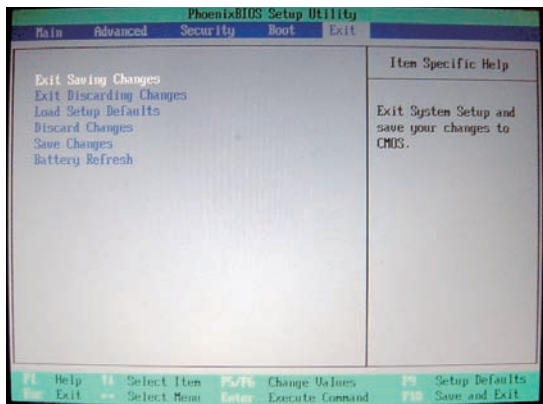 PhoenixBIOS Setup Utility
Main Advanced Security Boot Exit
Item Specific Help
Exit Saving Changes
Exit Discarding Changes
Load Setup Defaults
Discard Changes
Save Changes
Battery Refresh
Exit System Setup and
save your changes to
CMOS.
F1 Help ↑↓ Select Item F5/F6 Change Values F9 Setup Defaults
Esc Exit ↔ Select Menu Enter Execute Command F10 Save and Exit